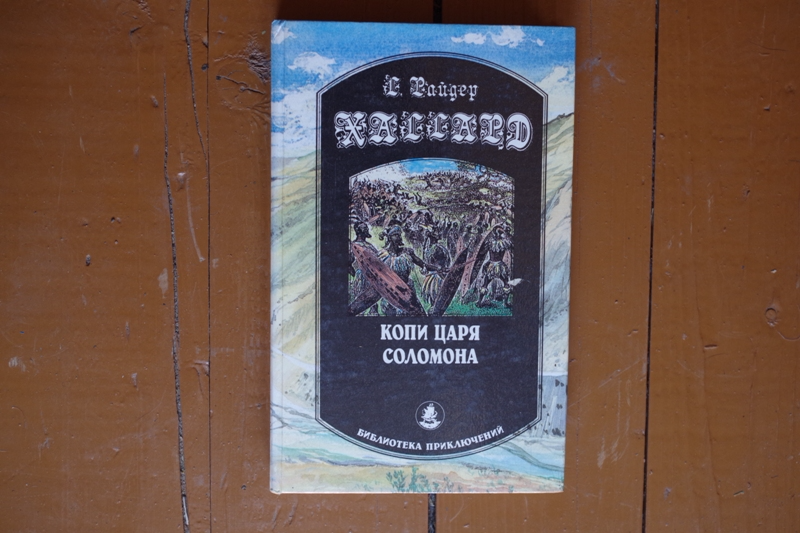 Г. Райдер
ХАГГАРД
КОПИ ЦАРЯ
СОЛОМОНА
БИБЛИОТЕКА ПРИКЛЮЧЕНИЙ